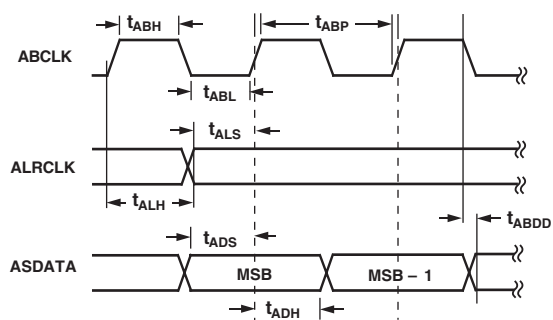 tABH
tABP
ABCLK
tABL
tALS
ALRCLK
tALH
tABDD
tADS
ASDATA
MSB
MSB – 1
tADH